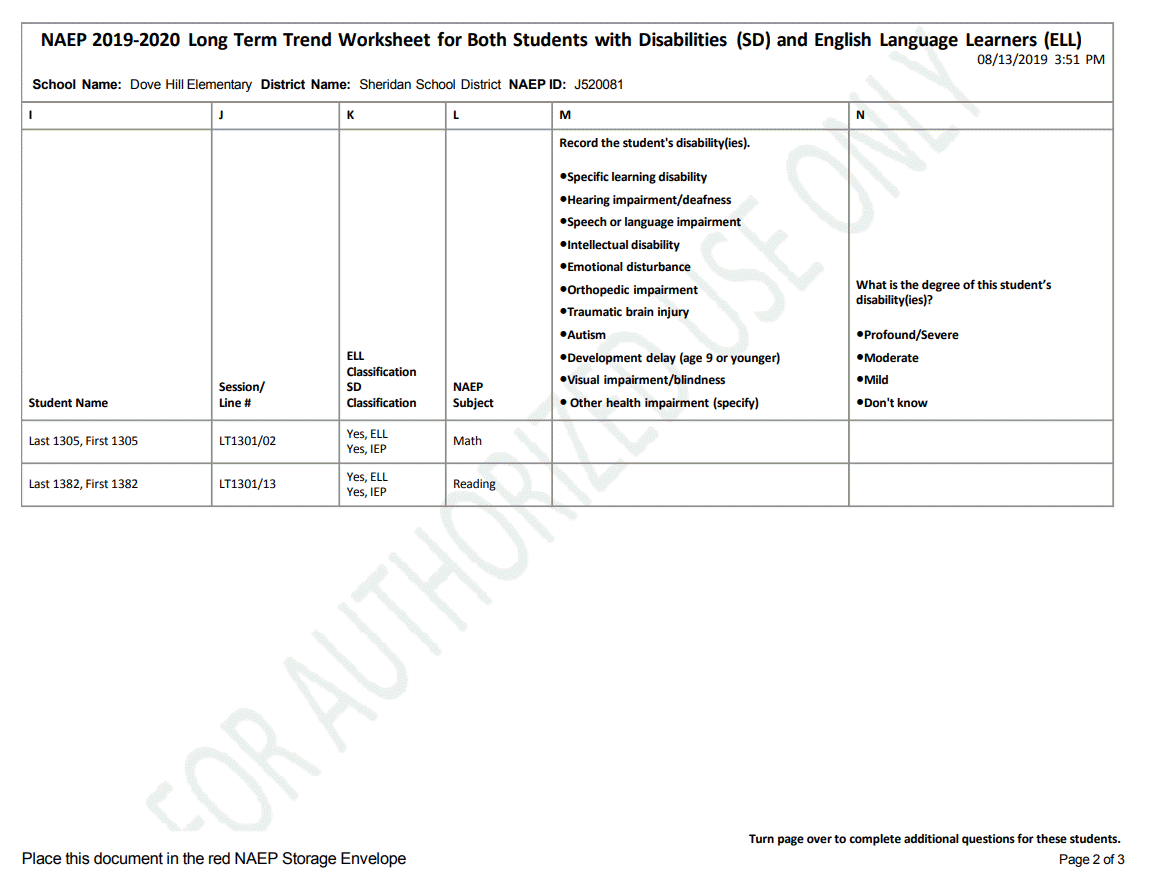 NAEP 2019-2020 Long Term Trend Worksheet for Both Students with Disabilities (SD) and English Language Learners (ELL)
08/13/2019 3:51 PM
School Name: Dove Hill Elementary District Name: Sheridan School District NAEP ID: J520081
I J K L M N
Student Name
Session/
Line #
ELL
Classification
SD
Classification
NAEP
Subject
Record the student's disability(ies).
●Specific learning disability
●Hearing impairment/deafness
●Speech or language impairment
●Intellectual disability
●Emotional disturbance
●Orthopedic impairment
●Traumatic brain injury
●Autism
●Development delay (age 9 or younger)
●Visual impairment/blindness
● Other health impairment (specify)
What is the degree of this student’s
disability(ies)?
●Profound/Severe
●Moderate
●Mild
●Don't know
Last 1305, First 1305
LT1301/02
Yes, ELL
Yes, IEP
Math
Last 1382, First 1382
LT1301/13
Yes, ELL
Yes, IEP
Reading
FOR AUTHORIZED USE ONLY
Turn page over to complete additional questions for these students.
Place this document in the red NAEP Storage Envelope
Page 2 of 3